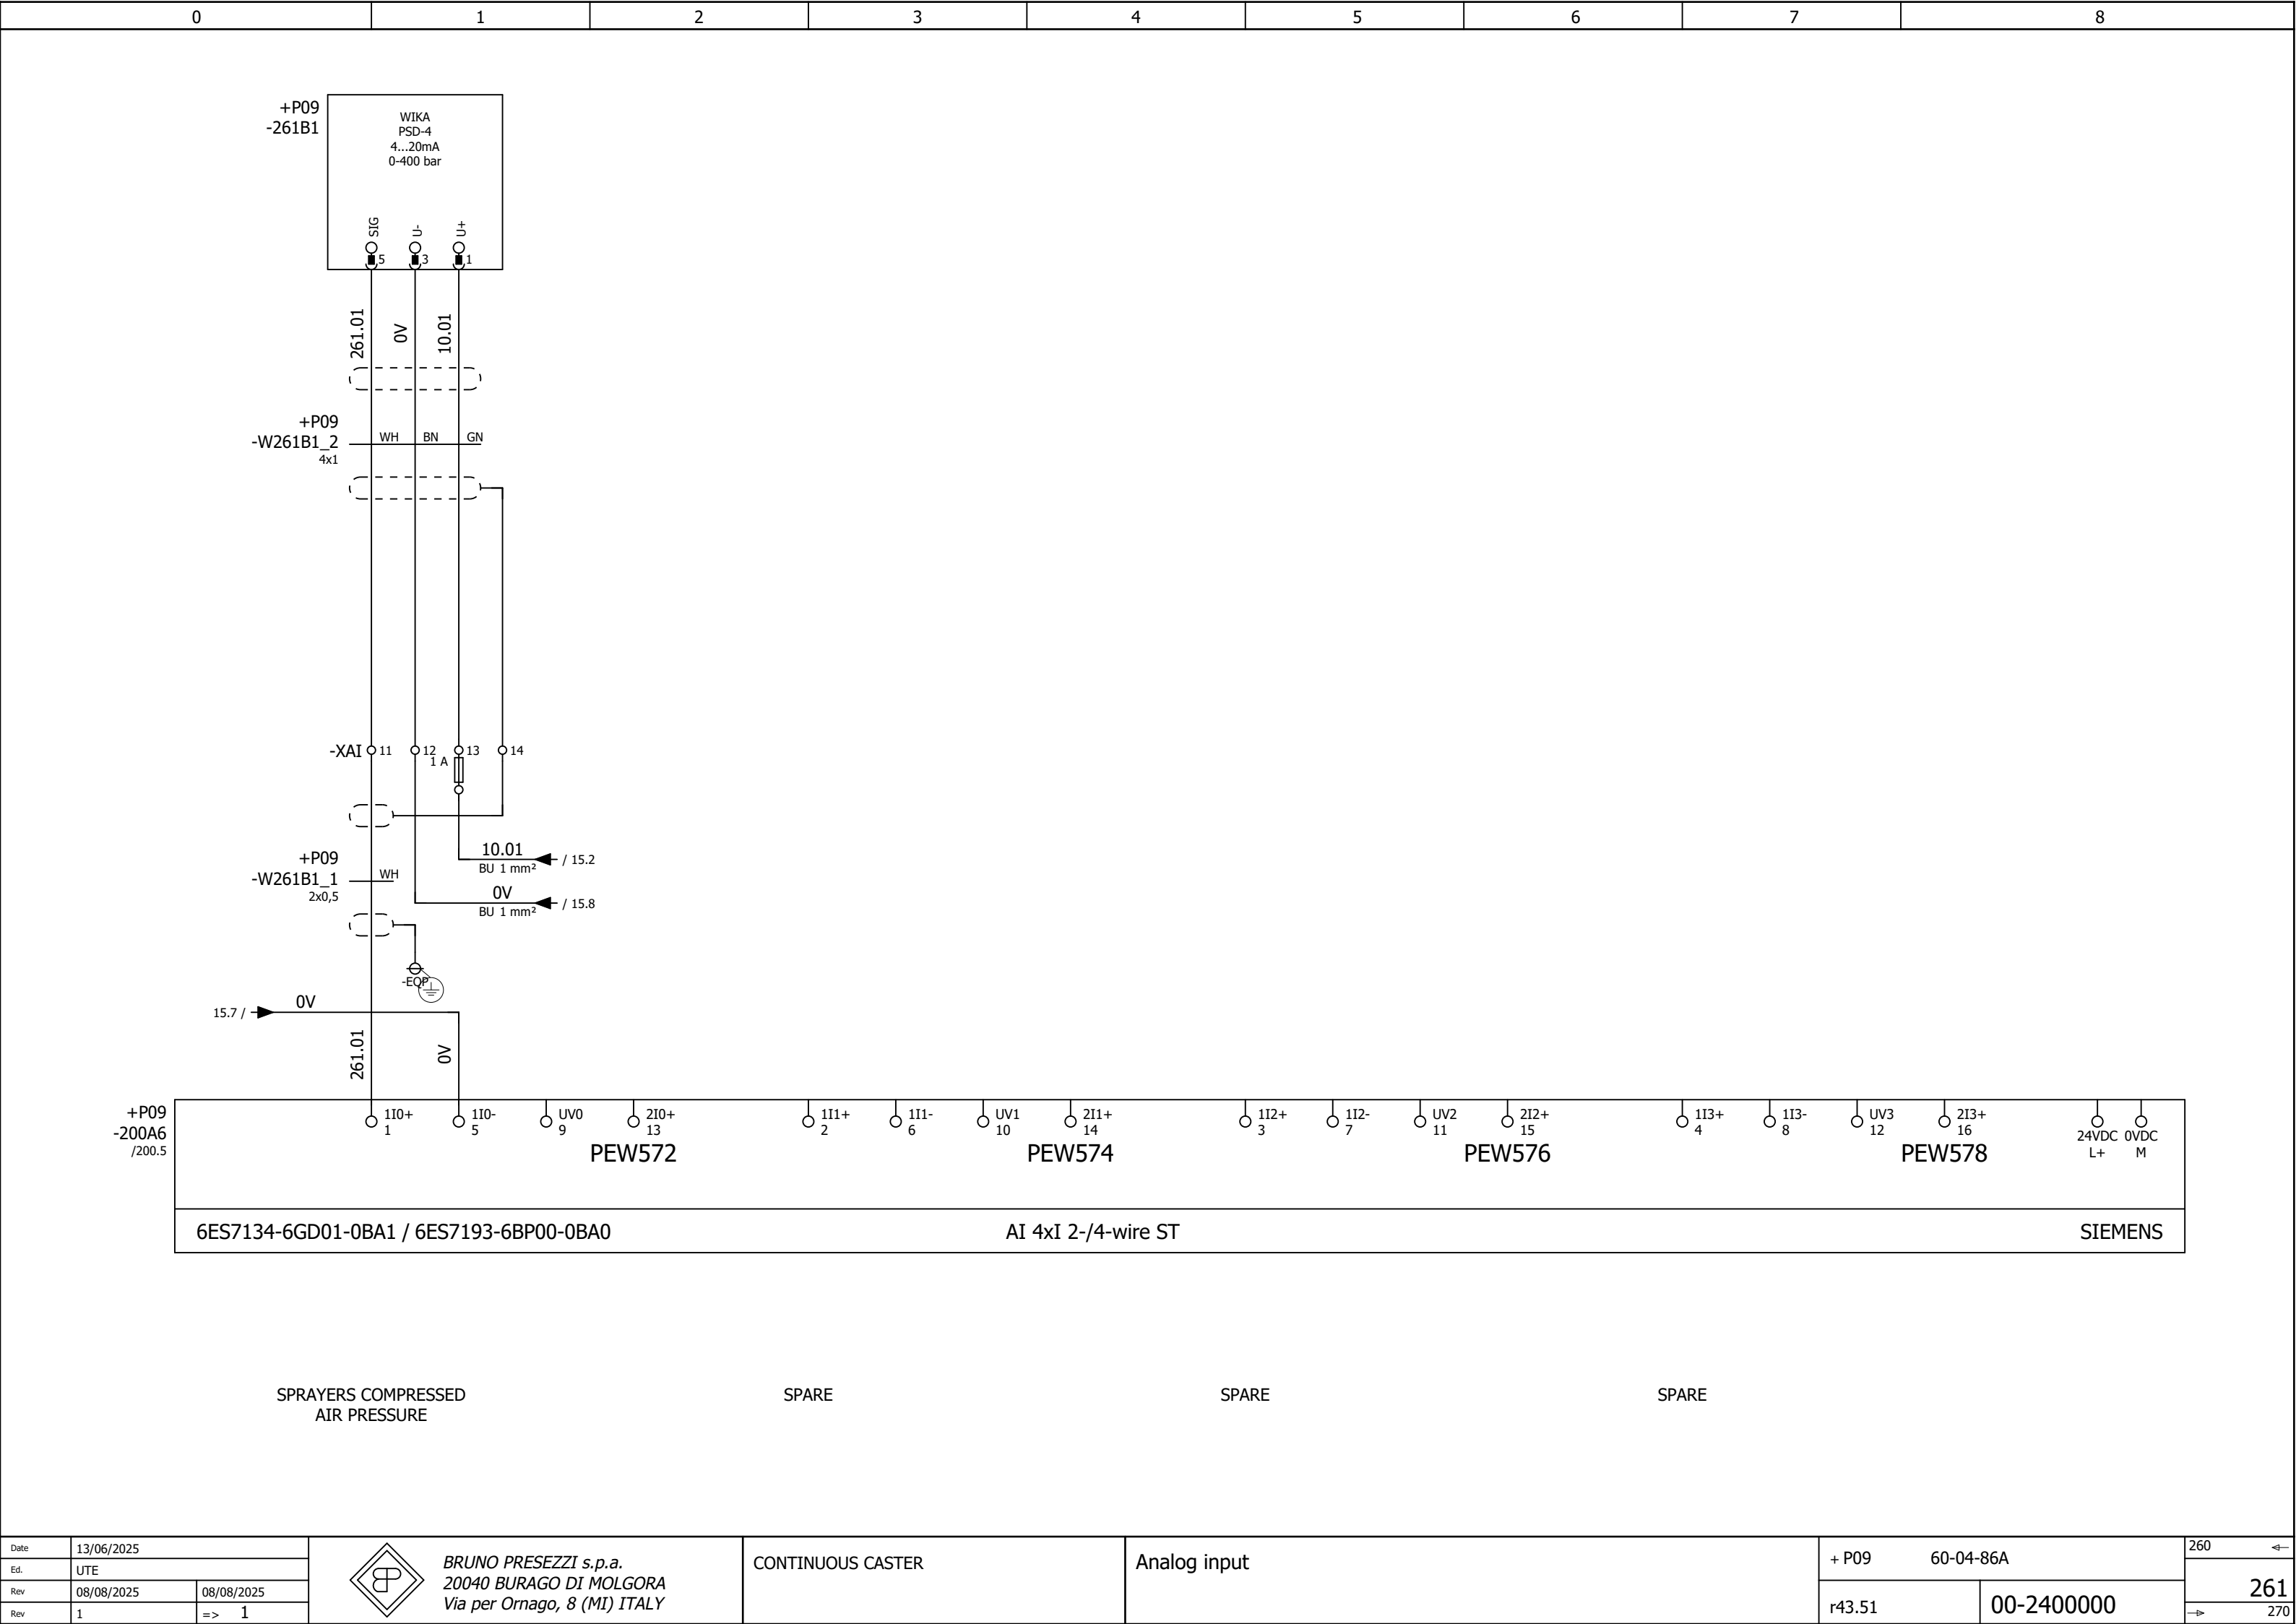 0 1 2 3 4 5 6 7 8
+P09
-261B1
WIKA
PSD-4
4...20mA
0-400 bar
SIG U- U+
5 3 1
261.01 0V 10.01
+P09
-W261B1_2
4x1
WH BN GN
-XAI 11 12 13 14
1 A
10.01 / 15.2
BU 1 mm²
+P09
-W261B1_1
2x0,5
WH
0V / 15.8
BU 1 mm²
-EQP
15.7 / 0V
261.01 0V
+P09
-200A6
/200.5
1I0+ 1I0- UV0 2I0+ 1I1+ 1I1- UV1 2I1+ 1I2+ 1I2- UV2 2I2+ 1I3+ 1I3- UV3 2I3+
1 5 9 13 2 6 10 14 3 7 11 15 4 8 12 16
24VDC 0VDC
L+ M
PEW572 PEW574 PEW576 PEW578
6ES7134-6GD01-0BA1 / 6ES7193-6BP00-0BA0 AI 4xI 2-/4-wire ST SIEMENS
SPRAYERS COMPRESSED
AIR PRESSURE
SPARE SPARE SPARE
Date 13/06/2025
Ed. UTE
Rev 08/08/2025 08/08/2025
Rev 1 => 1
BP
BRUNO PRESEZZI s.p.a.
20040 BURAGO DI MOLGORA
Via per Ornago, 8 (MI) ITALY
CONTINUOUS CASTER
Analog input
+ P09 60-04-86A
r43.51 00-2400000
260
261
270